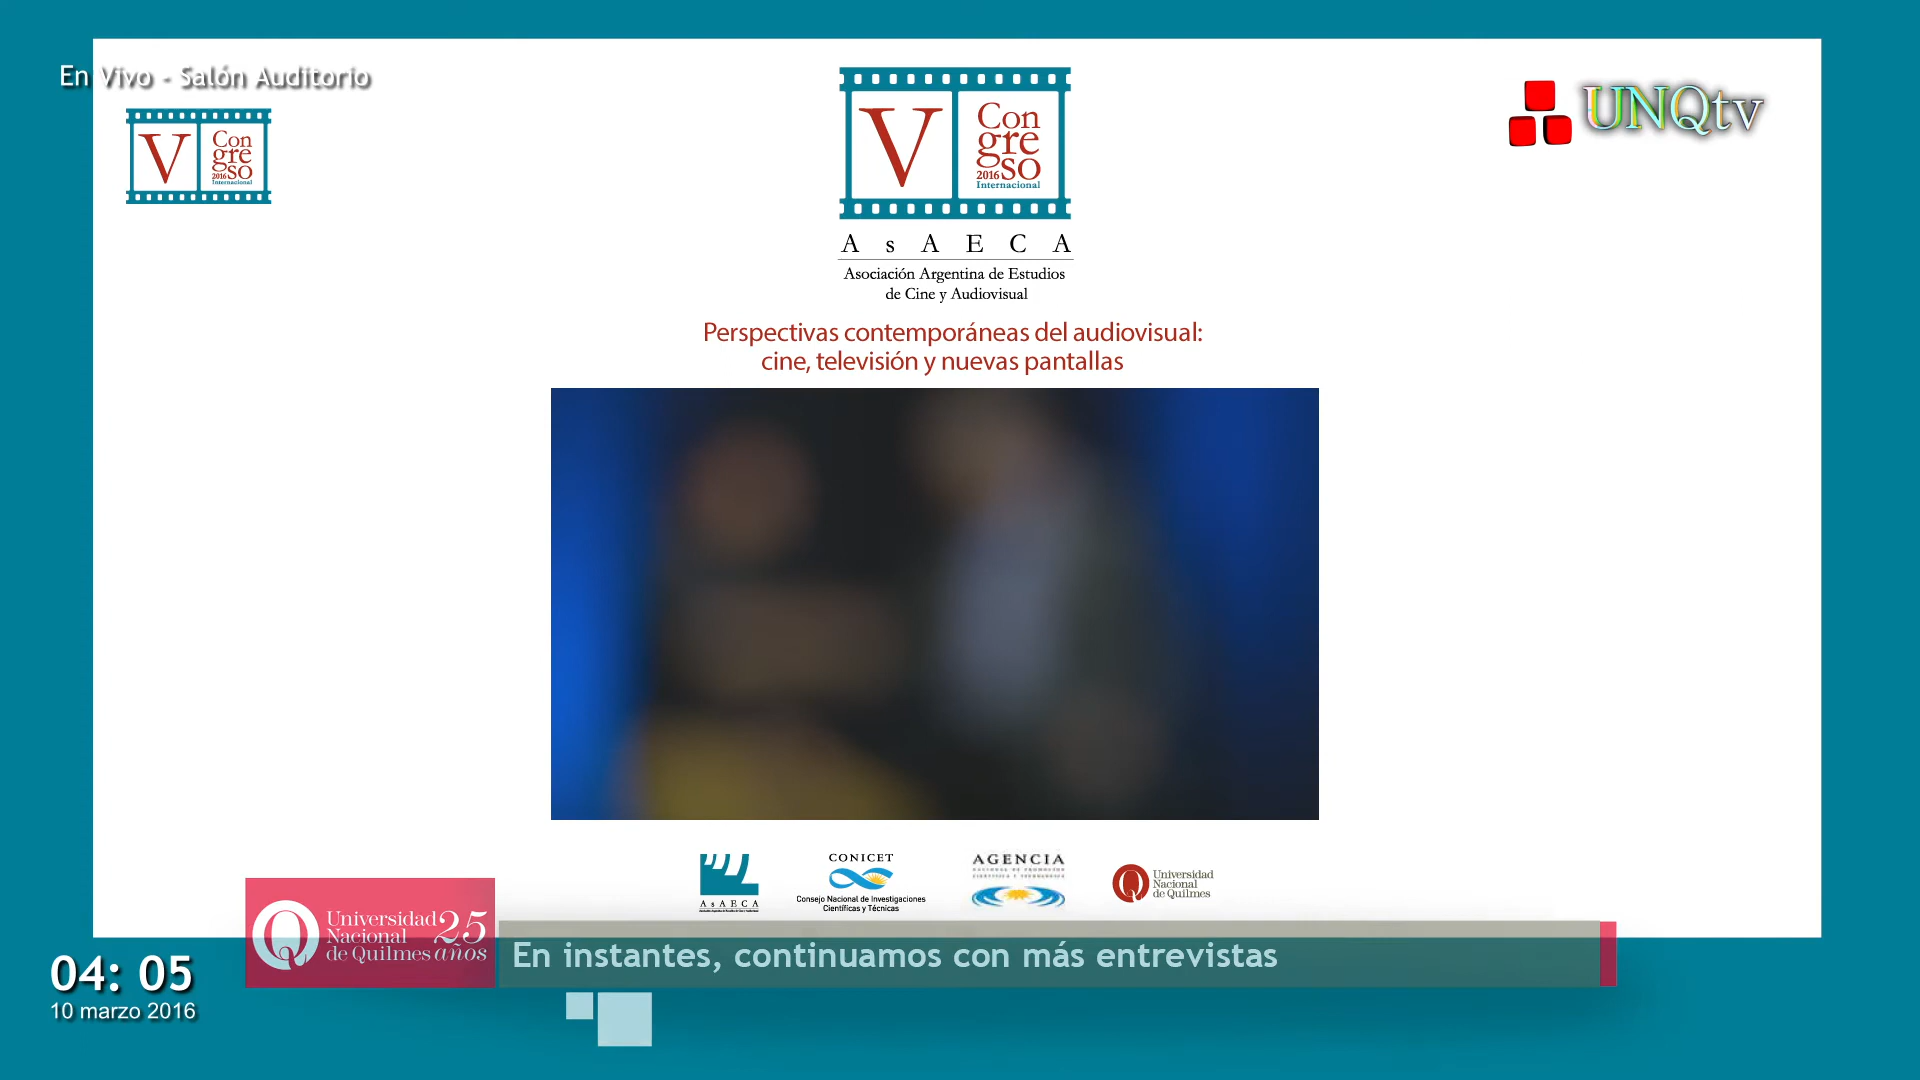 En Vivo - Salón Auditorio
V
Con
gre
2016 so
Internacional
V
Con
gre
2016 so
Internacional
UNQtv
A s A E C A
Asociación Argentina de Estudios
de Cine y Audiovisual
Perspectivas contemporáneas del audiovisual:
cine, televisión y nuevas pantallas
A s A E C A
CONICET
Consejo Nacional de Investigaciones
Científicas y Técnicas
AGENCIA
Universidad
Nacional
de Quilmes
Universidad
Nacional
de Quilmes
25
años
En instantes, continuamos con más entrevistas
04: 05
10 marzo 2016